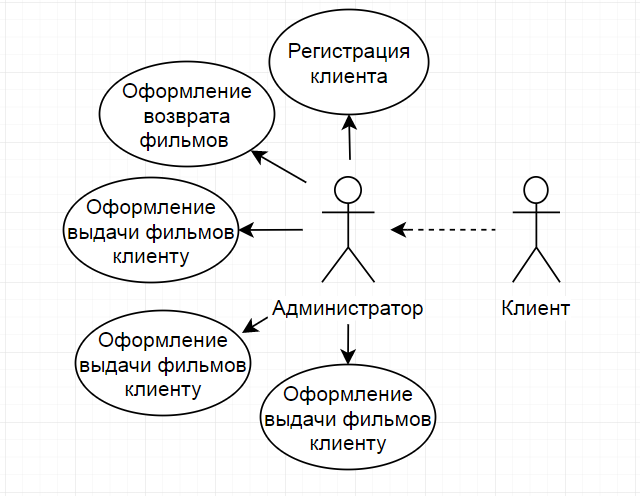 Регистрация
клиента
Оформление
возврата
фильмов
Оформление
выдачи фильмов
клиенту
Администратор
Клиент
Оформление
выдачи фильмов
клиенту
Оформление
выдачи фильмов
клиенту